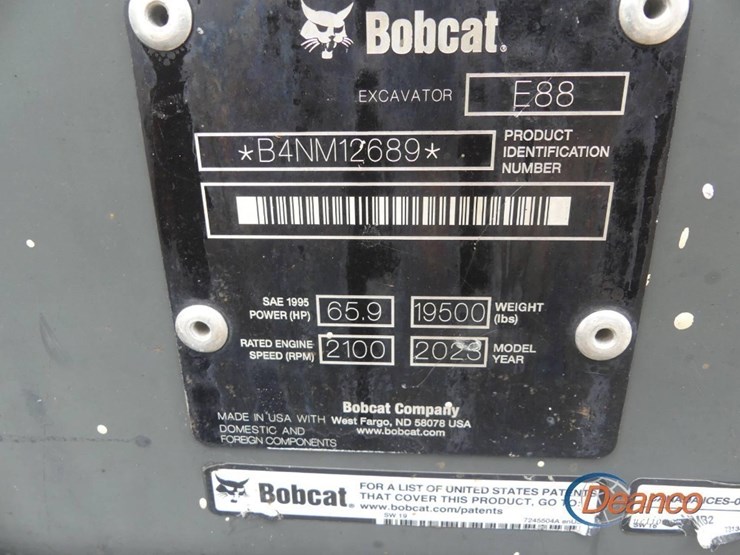 Bobcat.
EXCAVATOR E88
*B4NM12689*
PRODUCT
IDENTIFICATION
NUMBER
SAE 1995
POWER (HP) 65.9
19500 WEIGHT
(lbs)
RATED ENGINE
SPEED (RPM) 2100
2023 MODEL
YEAR
MADE IN USA WITH
DOMESTIC AND
FOREIGN COMPONENTS
Bobcat Company
West Fargo, ND 58078 USA
www.bobcat.com
Bobcat.
FOR A LIST OF UNITED STATES PATENTS
THAT COVER THIS PRODUCT, GO TO:
www.bobcat.com/patents
7245504A
Deanco